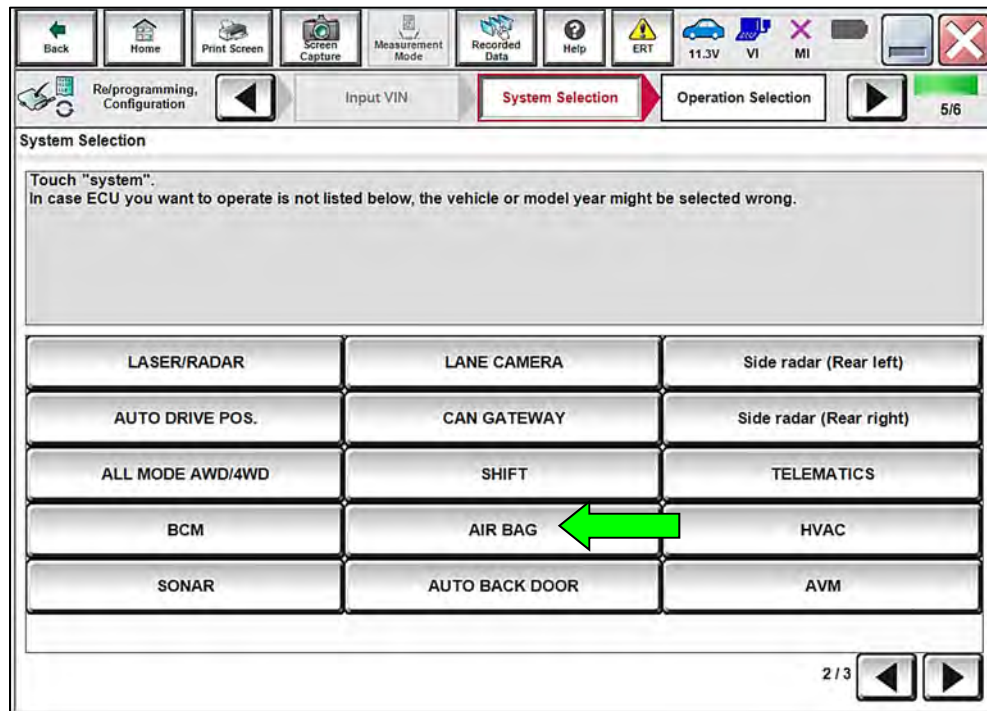 Back
Home
Print Screen
Screen Capture
Measurement Mode
Recorded Data
Help
ERT
11.3V
VI
MI
Re/programming, Configuration
Input VIN
System Selection
Operation Selection
5/6
System Selection
Touch "system".
In case ECU you want to operate is not listed below, the vehicle or model year might be selected wrong.
LASER/RADAR
LANE CAMERA
Side radar (Rear left)
AUTO DRIVE POS.
CAN GATEWAY
Side radar (Rear right)
ALL MODE AWD/4WD
SHIFT
TELEMATICS
BCM
AIR BAG
HVAC
SONAR
AUTO BACK DOOR
AVM
2/3